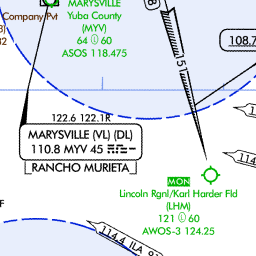 MARYSVILLE
Company Pvt
Yuba County
(MYV)
64 60
ASOS 118.475
15
108.7
122.6 122.1R
MARYSVILLE (VL) (DL)
110.8 MYV 45
RANCHO MURIETA
MON
Lincoln Rgnl/Karl Harder Fld
(LHM)
121 60
AWOS-3 124.25
114.4 ILA